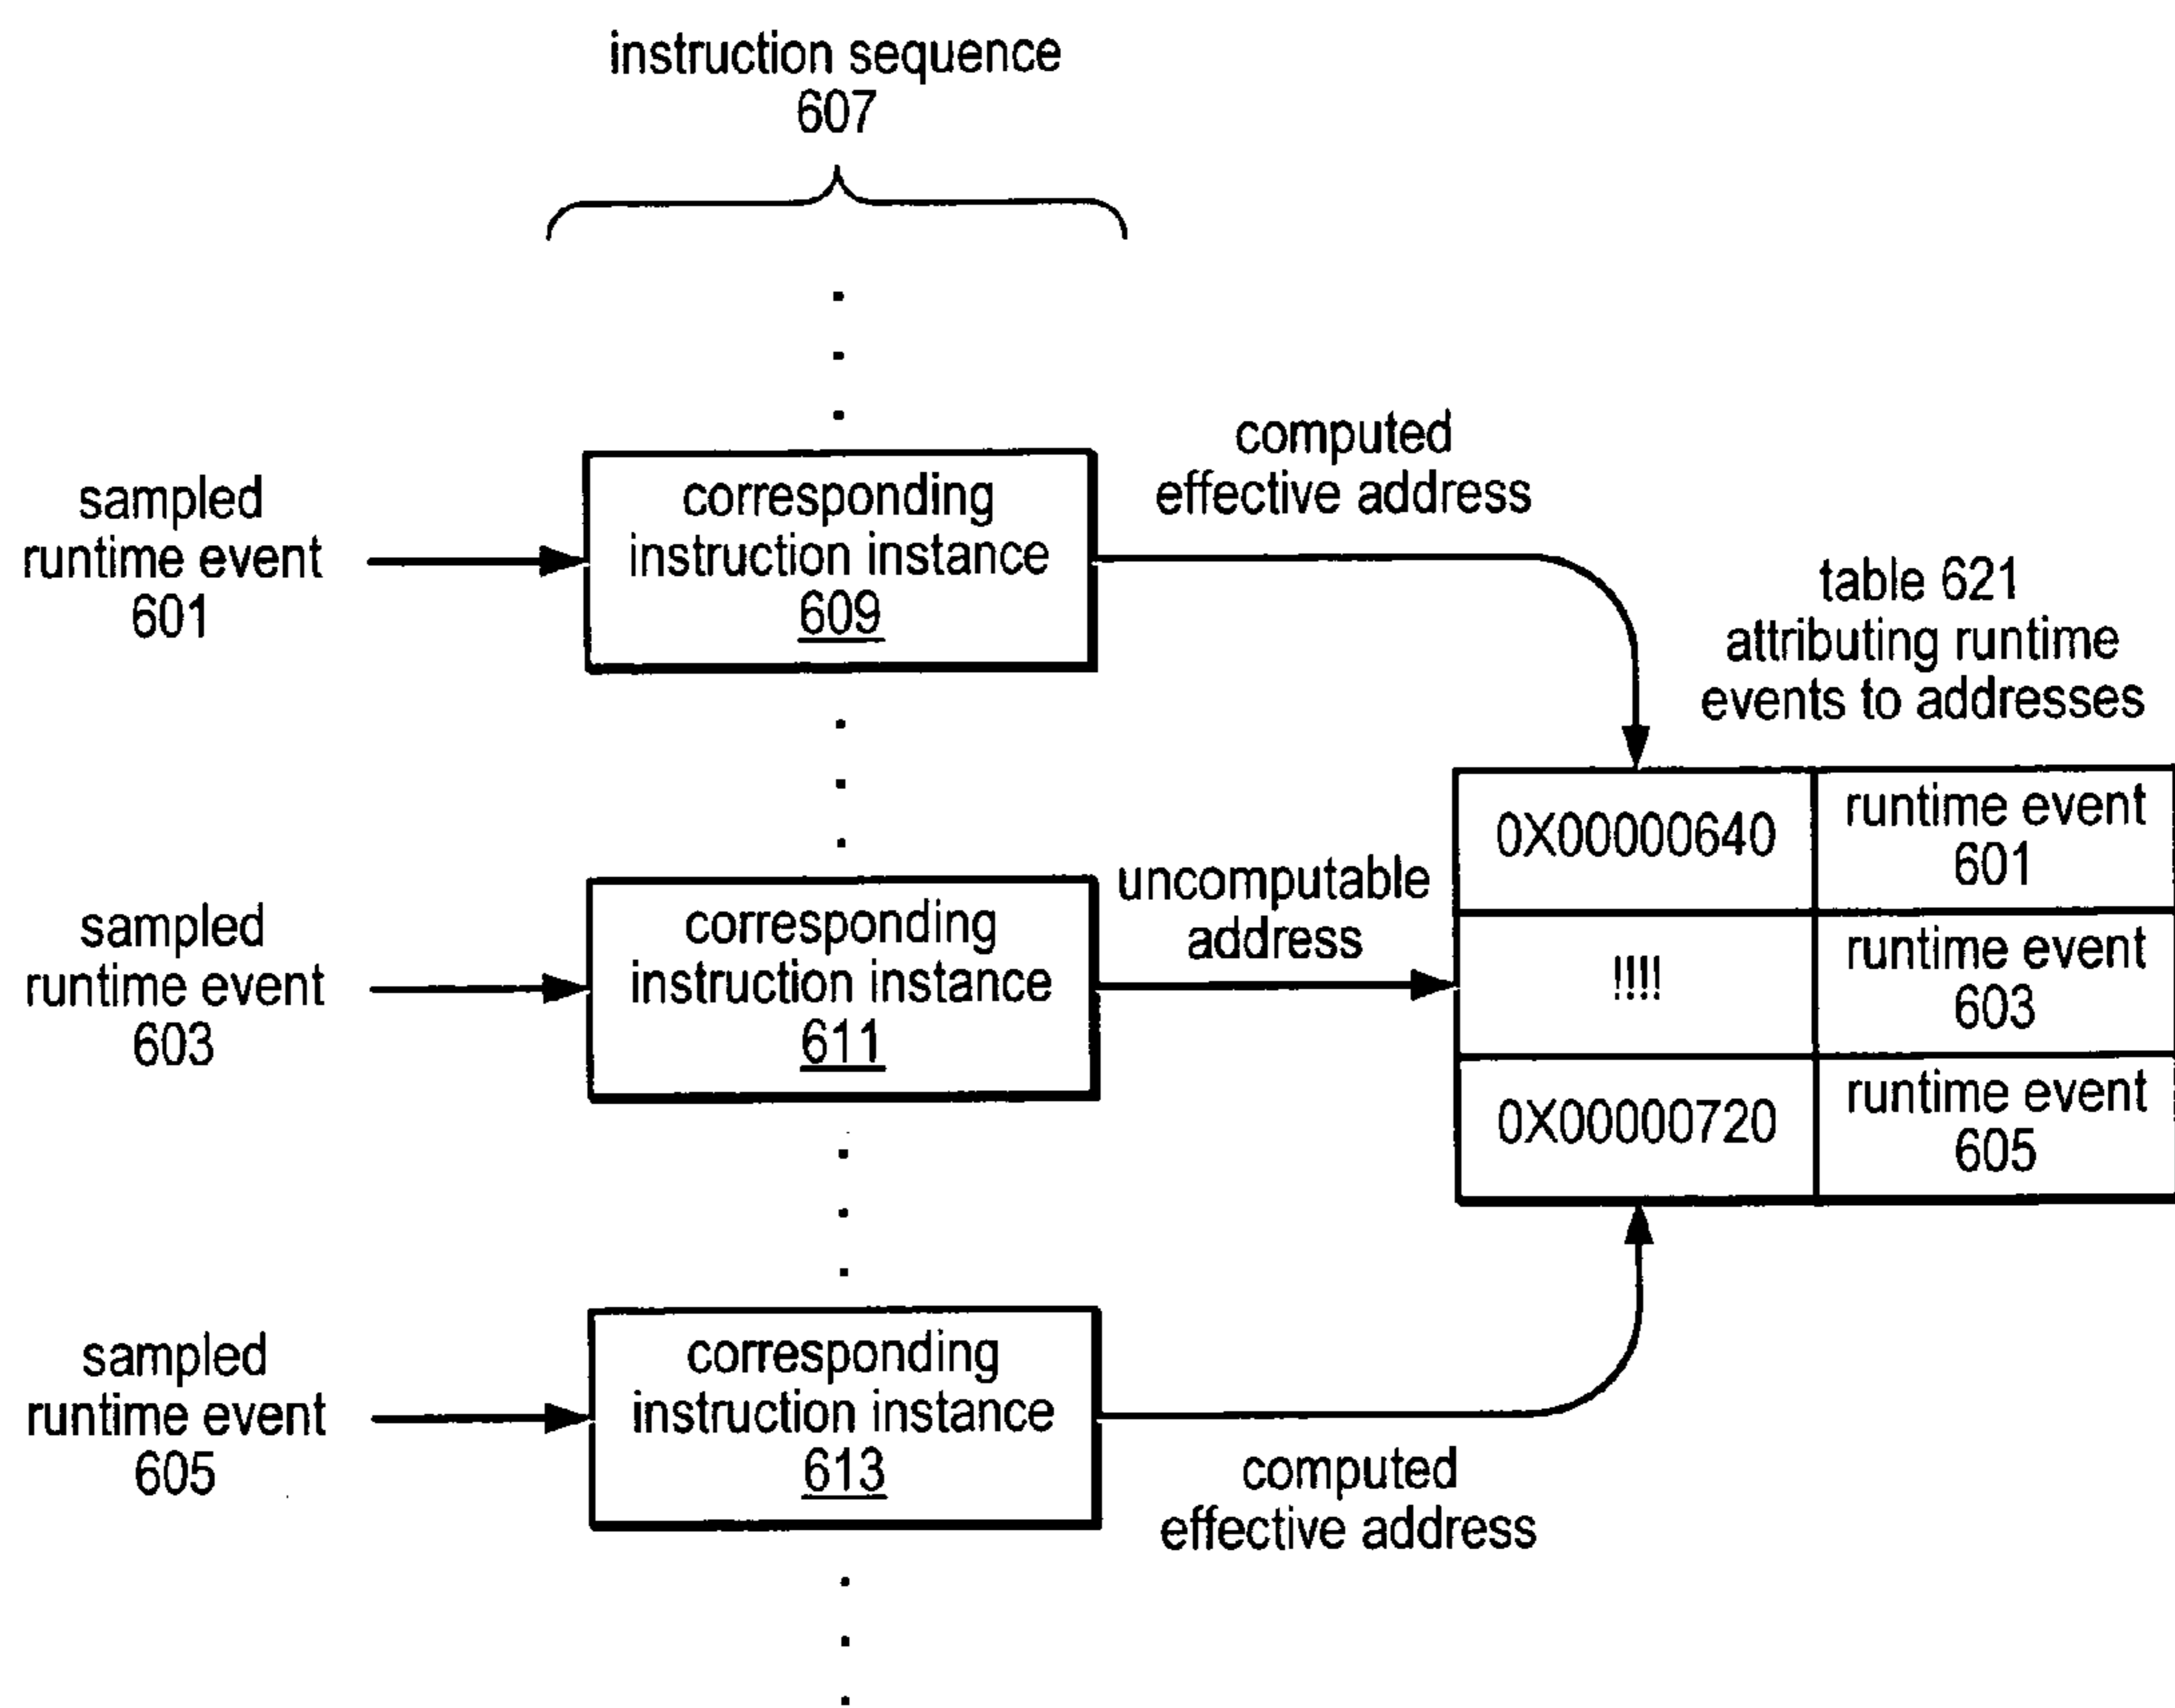 instruction sequence
607
sampled
runtime event
601
corresponding
instruction instance
609
computed
effective address
table 621
attributing runtime
events to addresses
0X00000640
runtime event
601
sampled
runtime event
603
corresponding
instruction instance
611
uncomputable
address
!!!!
runtime event
603
0X00000720
runtime event
605
sampled
runtime event
605
corresponding
instruction instance
613
computed
effective address